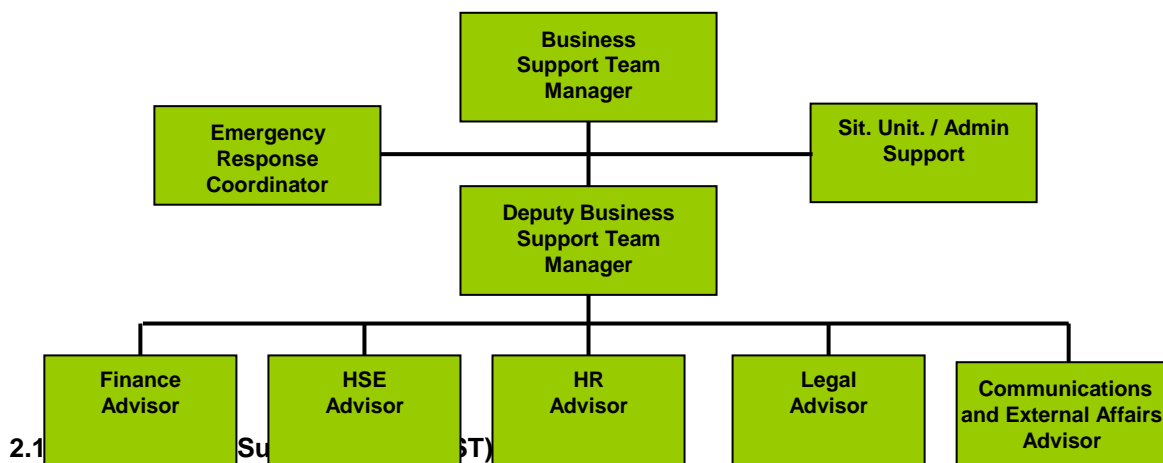 Business
Support Team
Manager
Emergency
Response
Coordinator
Sit. Unit. / Admin
Support
Deputy Business
Support Team
Manager
Finance
Advisor
HSE
Advisor
HR
Advisor
Legal
Advisor
Communications
and External Affairs
Advisor
2.1 Su ST)